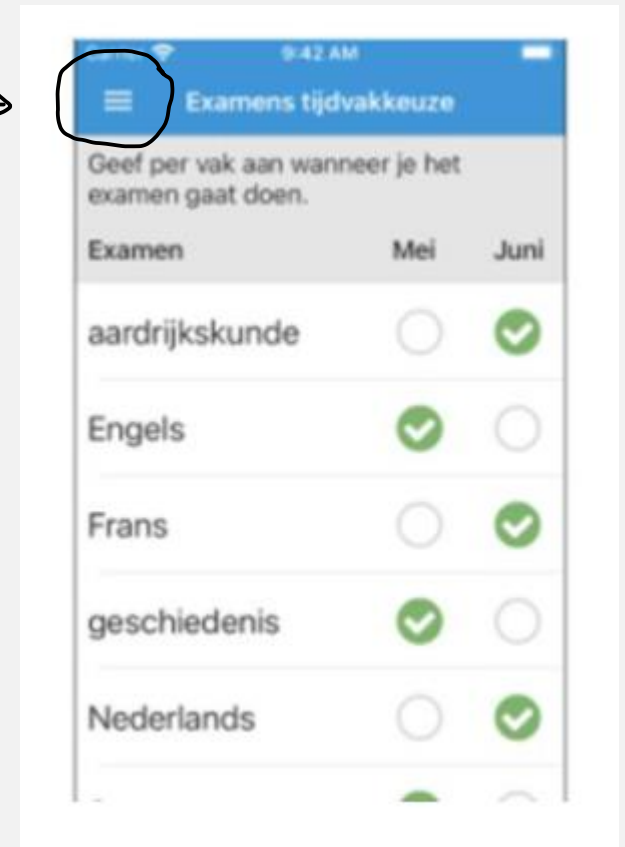 9:42 AM
Examens tijdvakkeuze
Geef per vak aan wanneer je het
examen gaat doen.
Examen Mei Juni
aardrijkskunde
Engels
Frans
geschiedenis
Nederlands